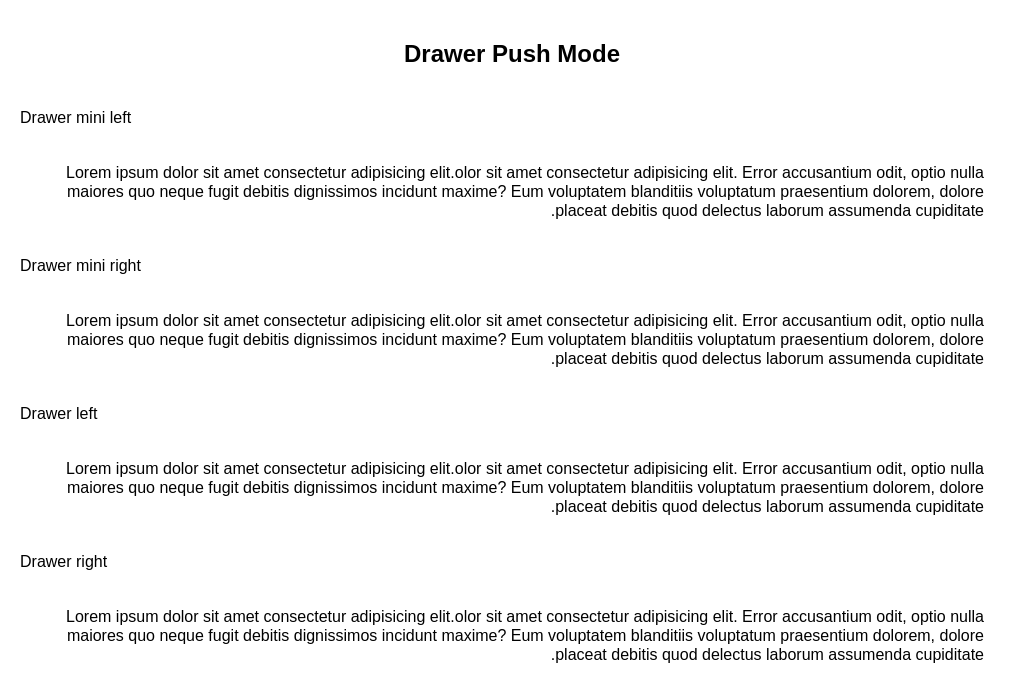 Drawer Push Mode
Drawer mini left
Lorem ipsum dolor sit amet consectetur adipisicing elit.olor sit amet consectetur adipisicing elit. Error accusantium odit, optio nulla
maiores quo neque fugit debitis dignissimos incidunt maxime? Eum voluptatem blanditiis voluptatum praesentium dolorem, dolore
.placeat debitis quod delectus laborum assumenda cupiditate
Drawer mini right
Lorem ipsum dolor sit amet consectetur adipisicing elit.olor sit amet consectetur adipisicing elit. Error accusantium odit, optio nulla
maiores quo neque fugit debitis dignissimos incidunt maxime? Eum voluptatem blanditiis voluptatum praesentium dolorem, dolore
.placeat debitis quod delectus laborum assumenda cupiditate
Drawer left
Lorem ipsum dolor sit amet consectetur adipisicing elit.olor sit amet consectetur adipisicing elit. Error accusantium odit, optio nulla
maiores quo neque fugit debitis dignissimos incidunt maxime? Eum voluptatem blanditiis voluptatum praesentium dolorem, dolore
.placeat debitis quod delectus laborum assumenda cupiditate
Drawer right
Lorem ipsum dolor sit amet consectetur adipisicing elit.olor sit amet consectetur adipisicing elit. Error accusantium odit, optio nulla
maiores quo neque fugit debitis dignissimos incidunt maxime? Eum voluptatem blanditiis voluptatum praesentium dolorem, dolore
.placeat debitis quod delectus laborum assumenda cupiditate